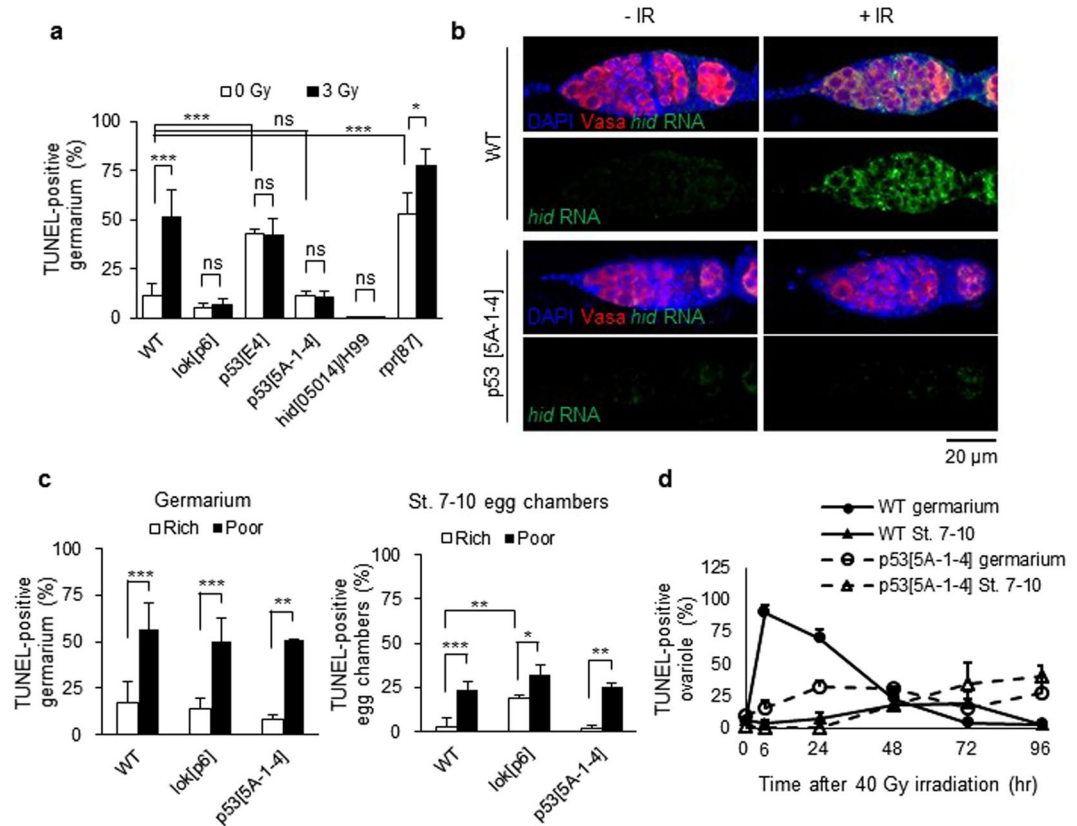 a
0 Gy 3 Gy
TUNEL-positive
germarium (%)
100
75
50
25
0
***
ns
***
*
***
ns
ns
ns
ns
WT
lok[p6]
p53[E4]
p53[5A-1-4]
hid[05014]/H99
rpr[87]
b
- IR
+ IR
WT
DAPI Vasa hid RNA
hid RNA
p53 [5A-1-4]
DAPI Vasa hid RNA
hid RNA
20 µm
c
Germarium
Rich Poor
TUNEL-positive
germarium (%)
100
75
50
25
0
***
***
**
WT
lok[p6]
p53[5A-1-4]
St. 7-10 egg chambers
Rich Poor
TUNEL-positive
egg chambers (%)
100
75
50
25
0
**
***
*
**
WT
lok[p6]
p53[5A-1-4]
d
WT germarium
WT St. 7-10
p53[5A-1-4] germarium
p53[5A-1-4] St. 7-10
TUNEL-positive
ovariole (%)
125
100
75
50
25
0
0 6 24 48 72 96
Time after 40 Gy irradiation (hr)